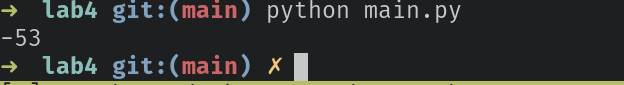 ➜ lab4 git:(main) python main.py
-53
➜ lab4 git:(main) ✗